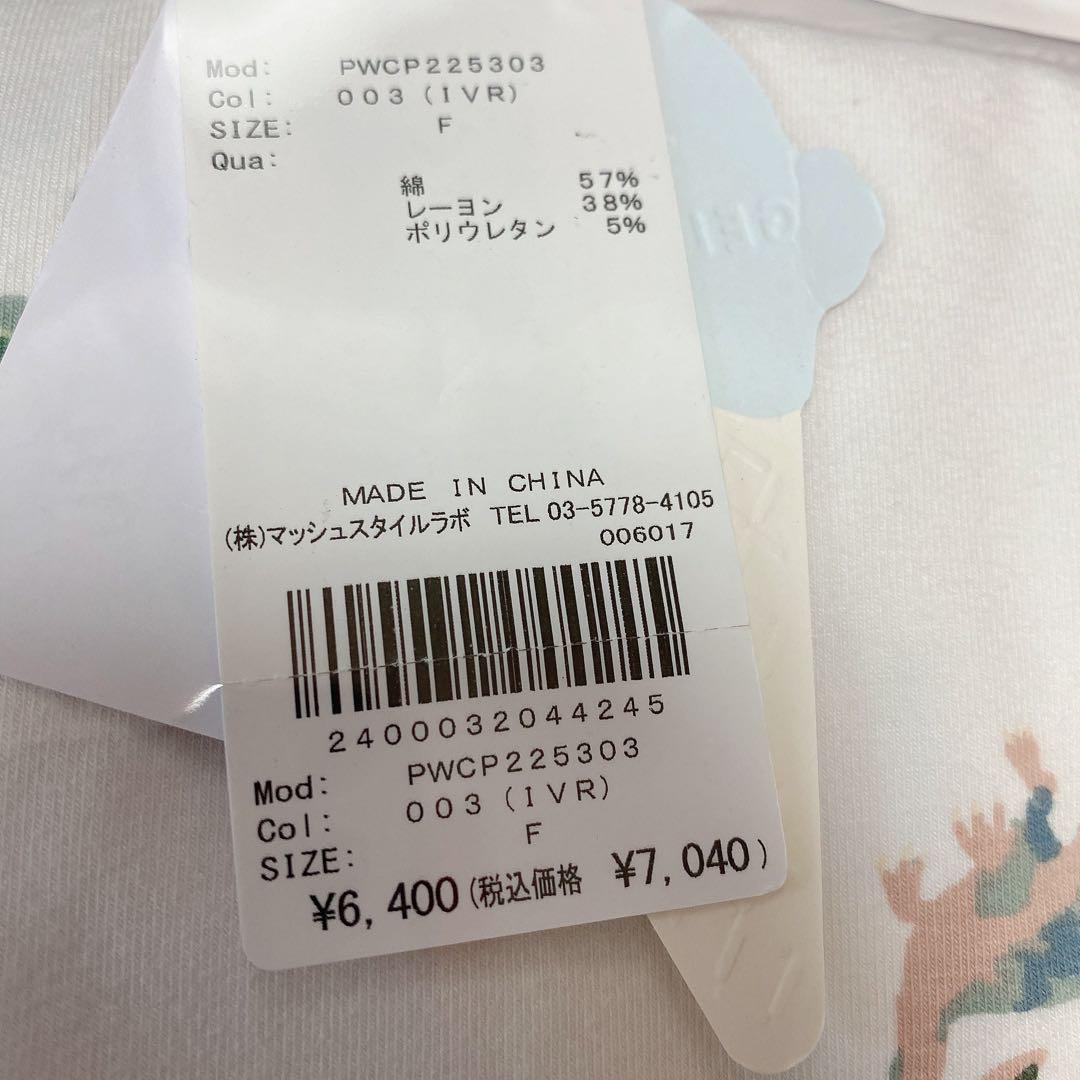 Mod: PWCP225303
Col: 003 (IVR)
SIZE: F
Qua:
綿 57%
レーヨン 38%
ポリウレタン 5%
MADE IN CHINA
(株)マッシュスタイルラボ TEL 03-5778-4105
006017
2400032044245
Mod: PWCP225303
Col: 003 (IVR)
SIZE: F
¥6,400(税込価格 ¥7,040)